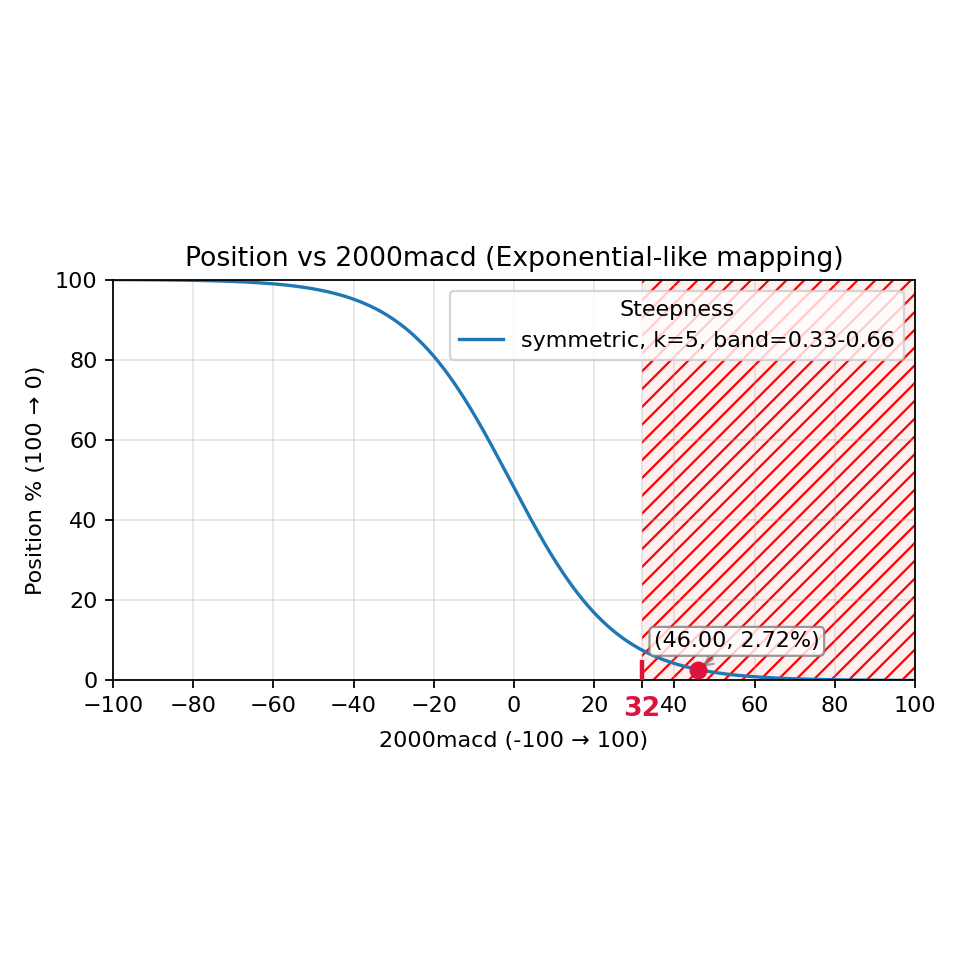 Position vs 2000macd (Exponential-like mapping)
Position % (100 → 0)
100
80
60
40
20
0
Steepness
symmetric, k=5, band=0.33-0.66
(46.00, 2.72%)
−100 −80 −60 −40 −20 0 20 32 40 60 80 100
2000macd (-100 → 100)